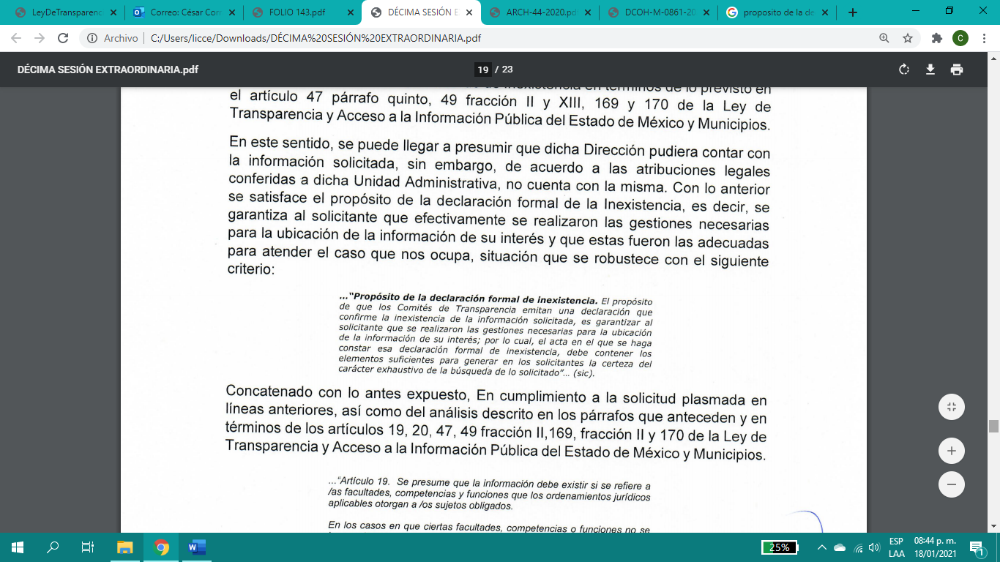 LeyDeTransparenc
Correo: César Cor
FOLIO 143.pdf
DÉCIMA SESIÓN E
ARCH-44-2020.pd
DCOH-M-0861-20
proposito de la de
Archivo
C:/Users/licce/Downloads/DÉCIMA%20SESIÓN%20EXTRAORDINARIA.pdf
C
DÉCIMA SESIÓN EXTRAORDINARIA.pdf
19 / 23
de inexistencia en términos de lo previsto en
el artículo 47 párrafo quinto, 49 fracción II y XIII, 169 y 170 de la Ley de
Transparencia y Acceso a la Información Pública del Estado de México y Municipios.
En este sentido, se puede llegar a presumir que dicha Dirección pudiera contar con
la información solicitada, sin embargo, de acuerdo a las atribuciones legales
conferidas a dicha Unidad Administrativa, no cuenta con la misma. Con lo anterior
se satisface el propósito de la declaración formal de la Inexistencia, es decir, se
garantiza al solicitante que efectivamente se realizaron las gestiones necesarias
para la ubicación de la información de su interés y que estas fueron las adecuadas
para atender el caso que nos ocupa, situación que se robustece con el siguiente
criterio:
..."Propósito de la declaración formal de inexistencia. El propósito
de que los Comités de Transparencia emitan una declaración que
confirme la inexistencia de la información solicitada, es garantizar al
solicitante que se realizaron las gestiones necesarias para la ubicación
de la información de su interés; por lo cual, el acta en el que se haga
constar esa declaración formal de inexistencia, debe contener los
elementos suficientes para generar en los solicitantes la certeza del
carácter exhaustivo de la búsqueda de lo solicitado"... (sic).
Concatenado con lo antes expuesto, En cumplimiento a la solicitud plasmada en
líneas anteriores, así como del análisis descrito en los párrafos que anteceden y en
términos de los artículos 19, 20, 47, 49 fracción II,169, fracción II y 170 de la Ley de
Transparencia y Acceso a la Información Pública del Estado de México y Municipios.
..."Artículo 19. Se presume que la información debe existir si se refiere a
/as facultades, competencias y funciones que los ordenamientos jurídicos
aplicables otorgan a /os sujetos obligados.
En los casos en que ciertas facultades, competencias o funciones no se
25%
ESP
LAA
08:44 p. m.
18/01/2021
1